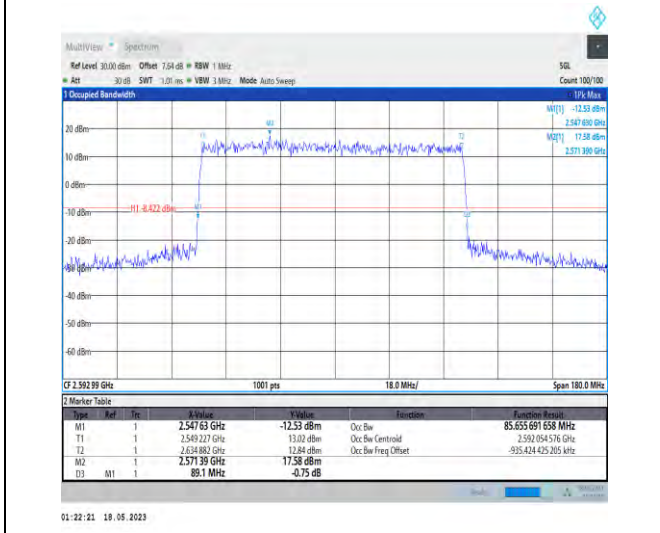 MultiView Spectrum
Ref Level 30.00 dBm Offset 7.64 dB RBW 1 MHz SGL
Att 30 dB SWT 1.01 ms VBW 3 MHz Mode Auto Sweep Count 100/100
1 Occupied Bandwidth 1Pk Max
M1[1] -12.53 dBm
2.547 630 GHz
M2[1] 17.58 dBm
2.571 390 GHz
20 dBm
M2
T1 T2
10 dBm
0 dBm
H1 -8.422 dBm
M1
-10 dBm
-20 dBm
-30 dBm
-40 dBm
-50 dBm
-60 dBm
CF 2.592 99 GHz 1001 pts 18.0 MHz/ Span 180.0 MHz
2 Marker Table
Type Ref Trc X-Value Y-Value Function Function Result
M1 1 2.547 63 GHz -12.53 dBm Occ Bw 85.655 691 658 MHz
T1 1 2.549 227 GHz 13.02 dBm Occ Bw Centroid 2.592 054 576 GHz
T2 1 2.634 882 GHz 12.84 dBm Occ Bw Freq Offset -935.424 425 205 kHz
M2 1 2.571 39 GHz 17.58 dBm
D3 M1 1 89.1 MHz -0.75 dB
01:22:21 18.05.2023